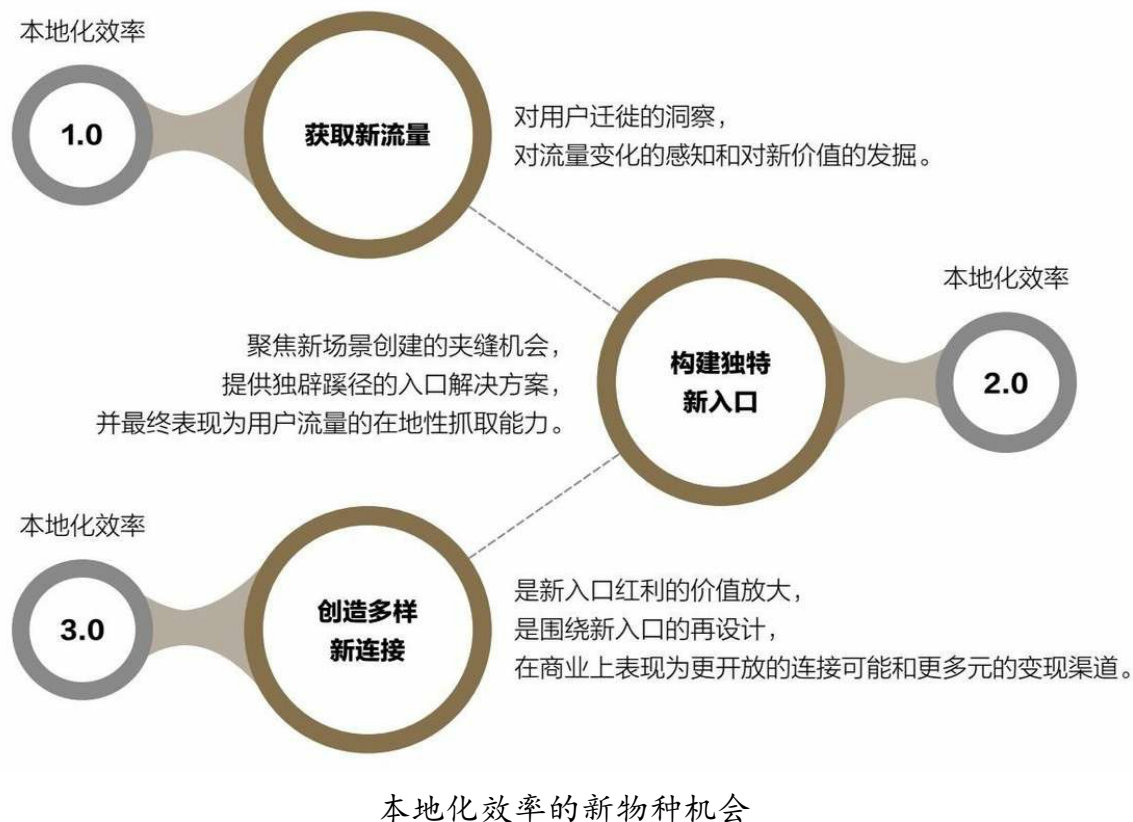 本地化效率
1.0
获取新流量
对用户迁徙的洞察，
对流量变化的感知和对新价值的发掘。
本地化效率
2.0
构建独特
新入口
聚焦新场景创建的夹缝机会，
提供独辟蹊径的入口解决方案，
并最终表现为用户流量的在地性抓取能力。
本地化效率
3.0
创造多样
新连接
是新入口红利的价值放大，
是围绕新入口的再设计，
在商业上表现为更开放的连接可能和更多元的变现渠道。
本地化效率的新物种机会